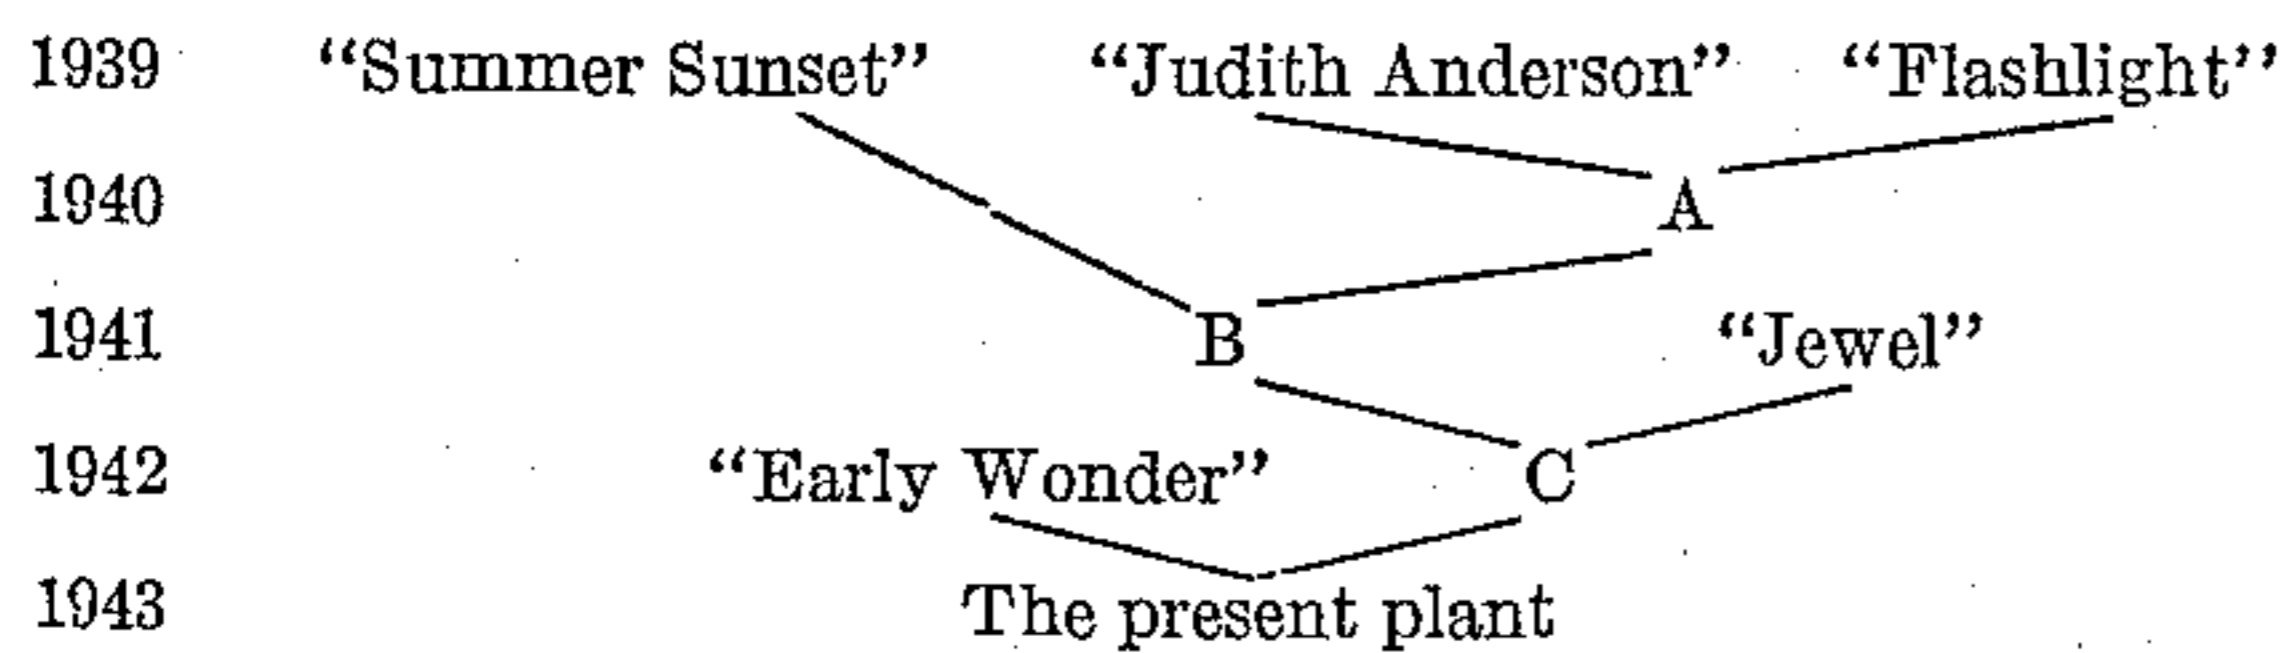 1939 “Summer Sunset” “Judith Anderson” “Flashlight”
1940 A
1941 B “Jewel”
1942 “Early Wonder” C
1943 The present plant